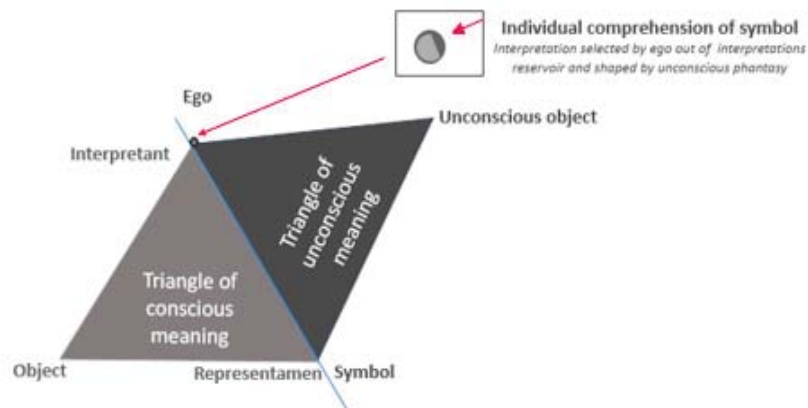 Individual comprehension of symbol
Interpretation selected by ego out of interpretations
reservoir and shaped by unconscious phantasy
Ego
Unconscious object
Interpretant
Triangle of
unconscious
meaning
Triangle of
conscious
meaning
Object
Representamen
Symbol